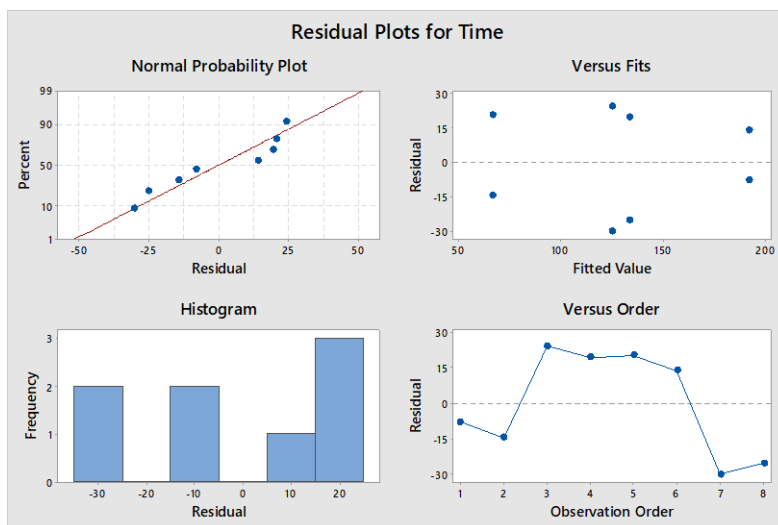 Residual Plots for Time
Normal Probability Plot
99
90
50
10
1
Percent
-50 -25 0 25 50
Residual
Versus Fits
30
15
0
-15
-30
Residual
50 100 150 200
Fitted Value
Histogram
3
2
1
0
Frequency
-30 -20 -10 0 10 20
Residual
Versus Order
30
15
0
-15
-30
Residual
1 2 3 4 5 6 7 8
Observation Order